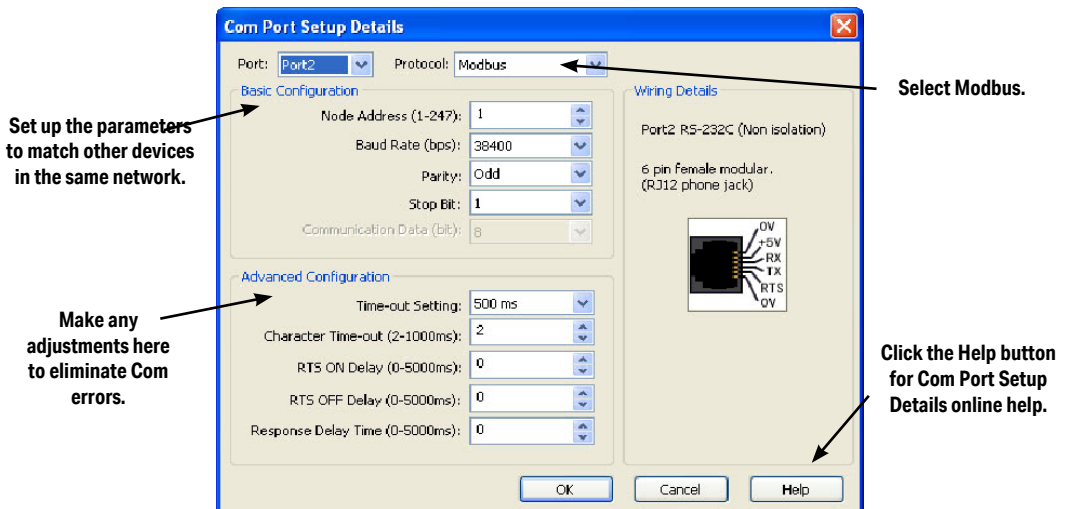 Com Port Setup Details
Port: Port2 Protocol: Modbus
Basic Configuration
Node Address (1-247): 1
Baud Rate (bps): 38400
Parity: Odd
Stop Bit: 1
Communication Data (bit): 8
Advanced Configuration
Time-out Setting: 500 ms
Character Time-out (2-1000ms): 2
RTS ON Delay (0-5000ms): 0
RTS OFF Delay (0-5000ms): 0
Response Delay Time (0-5000ms): 0
Wiring Details
Port2 RS-232C (Non isolation)
6 pin female modular.
(RJ12 phone jack)
0V
+5V
RX
TX
RTS
0V
OK Cancel Help
Set up the parameters
to match other devices
in the same network.
Make any
adjustments here
to eliminate Com
errors.
Select Modbus.
Click the Help button
for Com Port Setup
Details online help.